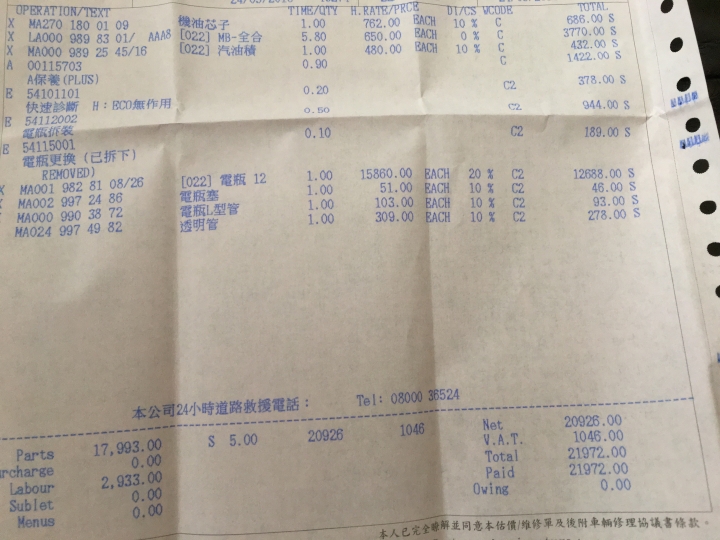 OPERATION/TEXT TIME/QTY H.RATE/PRCE DI/CS WCODE TOTAL
X MA270 180 01 09 機油芯子 1.00 762.00 EACH 10 % C 686.00 S
X LA000 989 83 01/ AAA8 [022] MB-全合 5.80 650.00 EACH 0 % C 3770.00 S
X MA000 989 25 45/16 [022] 汽油積 1.00 480.00 EACH 10 % C 432.00 S
A 00115703 0.90 C 1422.00 S
A保養(PLUS)
E 54101101 0.20 C2 378.00 S
快速診斷 H:ECO無作用
E 54112002 0.50 C2 944.00 S
電瓶拆裝
E 54115001 0.10 C2 189.00 S
電瓶更換 (已拆下)
REMOVED)
X MA001 982 81 08/26 [022] 電瓶 12 1.00 15860.00 EACH 20 % C2 12688.00 S
MA002 997 24 86 電瓶塞 1.00 51.00 EACH 10 % C2 46.00 S
MA000 990 38 72 電瓶L型管 1.00 103.00 EACH 10 % C2 93.00 S
MA024 997 49 82 透明管 1.00 309.00 EACH 10 % C2 278.00 S
本公司24小時道路救援電話: Tel: 08000 36524
Parts 17,993.00 S 5.00 20926 1046 Net 20926.00
urcharge 0.00 V.A.T. 1046.00
Labour 2,933.00 Total 21972.00
Sublet 0.00 Paid 21972.00
Menus 0.00 Owing 0.00
本人已完全瞭解並同意本估價/維修單及後附車輛修理協議書條款。